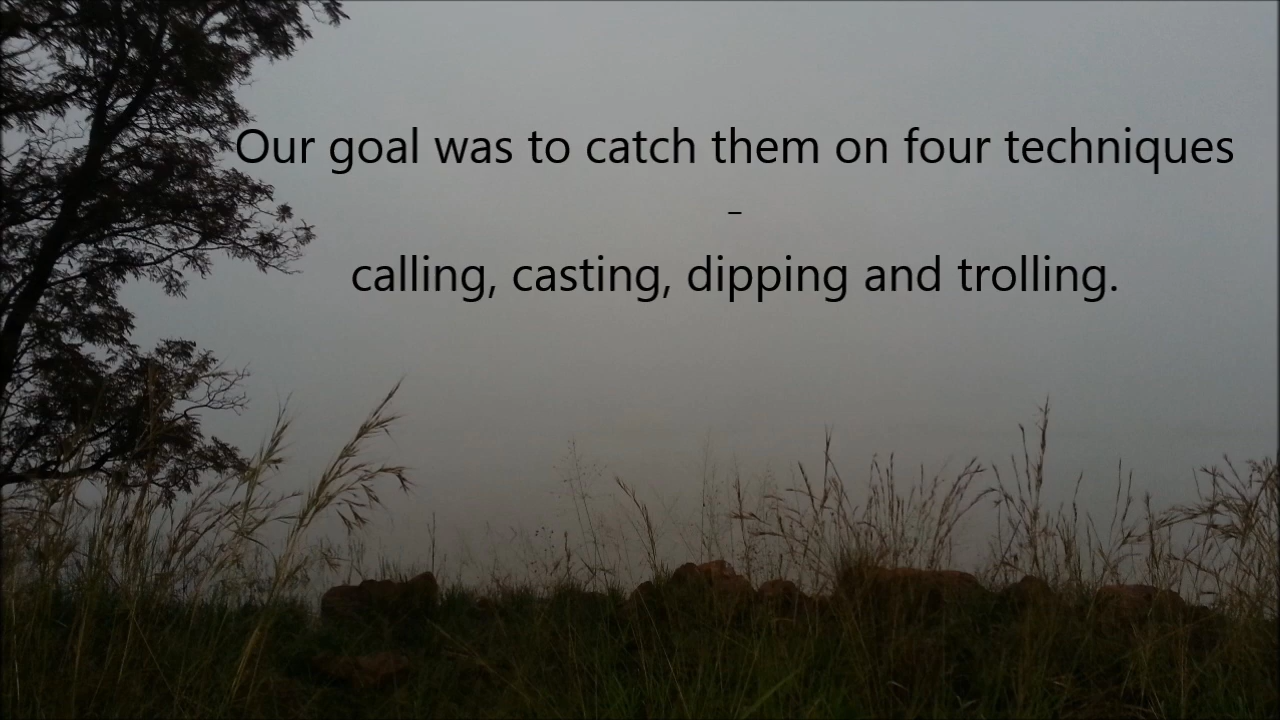 Our goal was to catch them on four techniques
–
calling, casting, dipping and trolling.